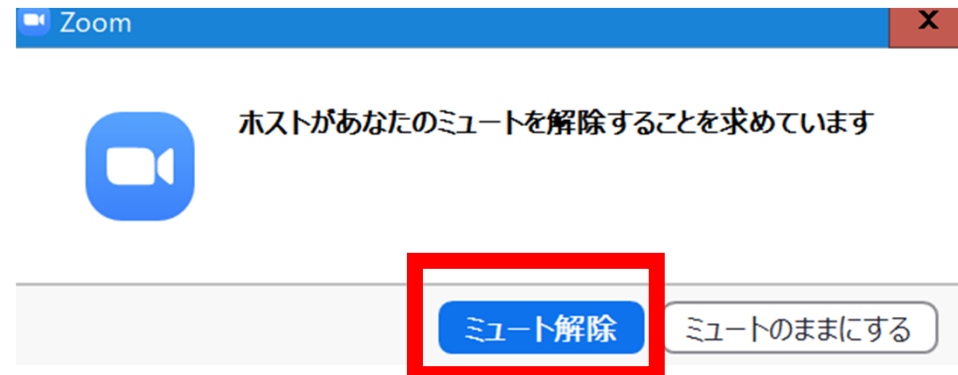 Zoom
X
ホストがあなたのミュートを解除することを求めています
ミュート解除
ミュートのままにする